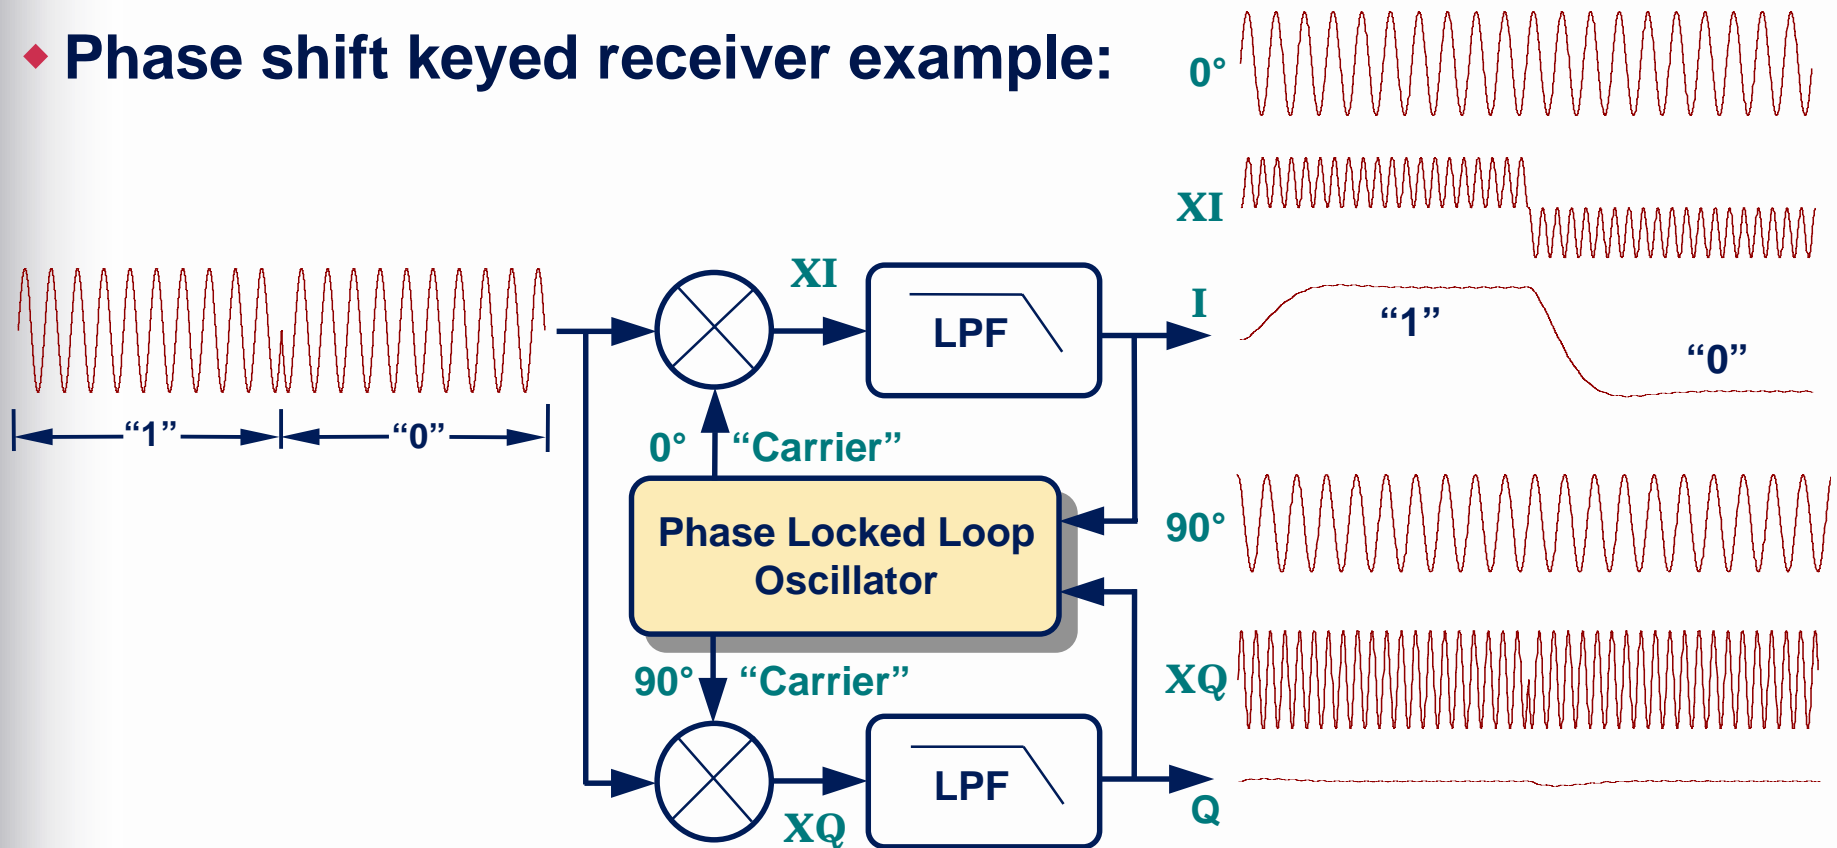 Phase shift keyed receiver example:
0°
XI
I
“1”
“0”
“1”
“0”
XI
LPF
0° “Carrier”
Phase Locked Loop
Oscillator
90° “Carrier”
90°
XQ
XQ
LPF
Q